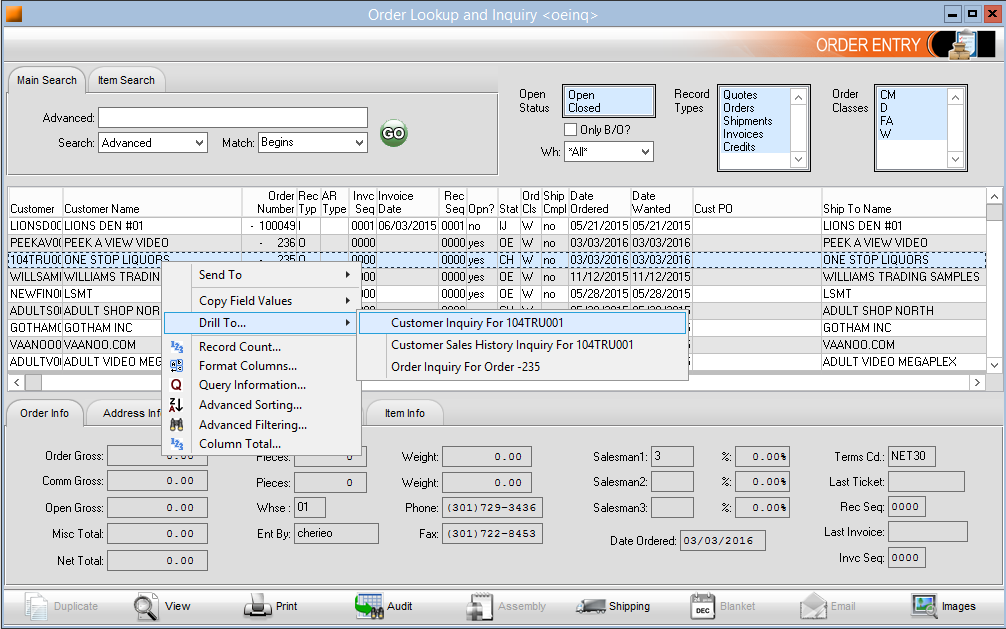 Order Lookup and Inquiry <oeinq>
ORDER ENTRY
Main Search Item Search
Advanced:
Search: Advanced Match: Begins GO
Open Status Open Closed
Only B/O?
Wh: *All*
Record Types Quotes Orders Shipments Invoices Credits
Order Classes CM D FA W
Customer Customer Name Order Number Rec Typ AR Type Invc Seq Invoice Date Rec Seq Opn? Stat Ord Cls Ship Cmpl Date Ordered Date Wanted Cust PO Ship To Name
LIONSD00 LIONS DEN #01 - 100049 I 0001 06/03/2015 0001 no IJ W no 05/21/2015 05/21/2015 LIONS DEN #01
PEEKAV00 PEEK A VIEW VIDEO - 236 O 0000 0000 yes OE W no 03/03/2016 03/03/2016 PEEK A VIEW VIDEO
104TRU00 ONE STOP LIQUORS - 235 O 0000 0000 yes CH W no 03/03/2016 03/03/2016 ONE STOP LIQUORS
WILLSAM WILLIAMS TRADING 000 0000 yes OE W no 11/12/2015 11/12/2015 WILLIAMS TRADING SAMPLES
NEWFIN0 LSMT 000 0000 yes OE W no 05/28/2015 05/28/2015 LSMT
ADULTS0 ADULT SHOP NOR ADULT SHOP NORTH
GOTHAM GOTHAM INC GOTHAM INC
VAANOO VAANOO.COM VAANOO.COM
ADULTV0 ADULT VIDEO MEG ADULT VIDEO MEGAPLEX
Send To
Copy Field Values
Drill To...
Record Count...
Format Columns...
Query Information...
Advanced Sorting...
Advanced Filtering...
Column Total...
Customer Inquiry For 104TRU001
Customer Sales History Inquiry For 104TRU001
Order Inquiry For Order -235
Order Info Address Inf Item Info
Order Gross: 0.00 Pieces: 0 Weight: 0.00 Salesman1: 3 %: 0.00% Terms Cd.: NET30
Comm Gross: 0.00 Pieces: 0 Weight: 0.00 Salesman2: %: 0.00% Last Ticket:
Open Gross: 0.00 Whse : 01 Phone: (301)729-3436 Salesman3: %: 0.00% Rec Seq: 0000
Misc Total: 0.00 Ent By: cherieo Fax: (301)722-8453 Date Ordered: 03/03/2016 Last Invoice:
Net Total: 0.00 Invc Seq: 0000
Duplicate View Print Audit Assembly Shipping DEC Blanket Email Images